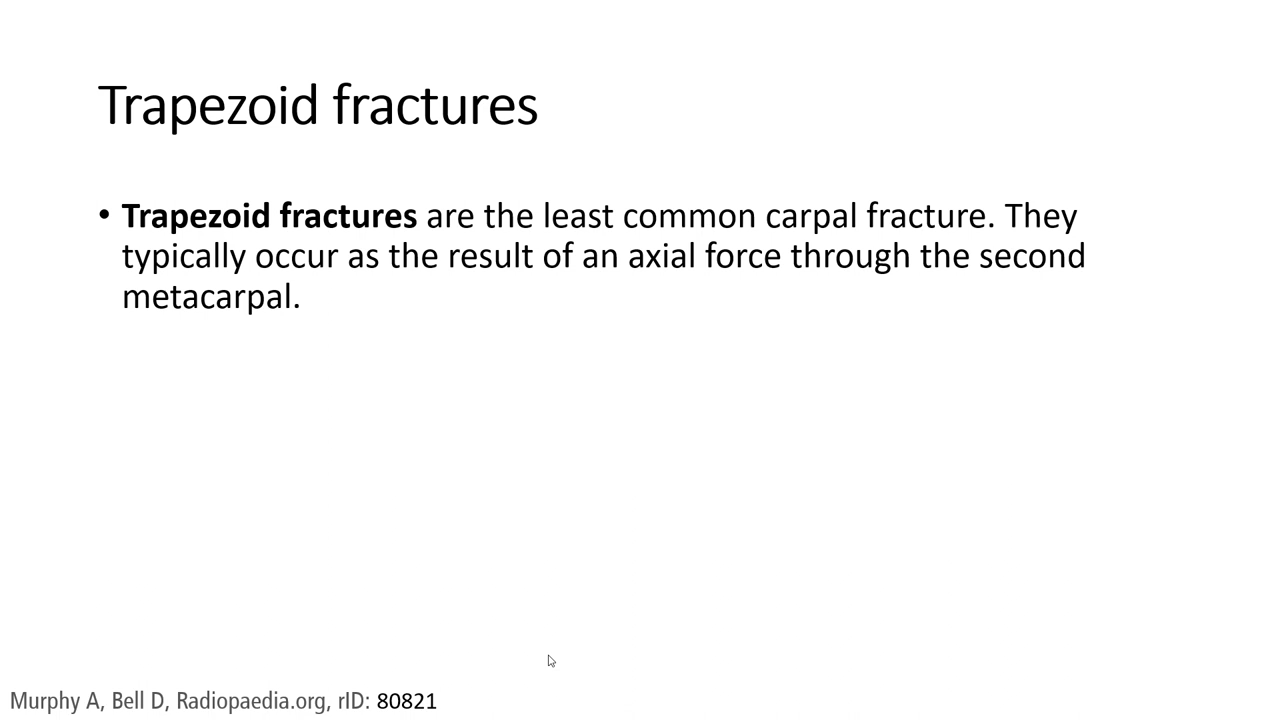 Trapezoid fractures
• Trapezoid fractures are the least common carpal fracture. They
typically occur as the result of an axial force through the second
metacarpal.
Murphy A, Bell D, Radiopaedia.org, rID: 80821